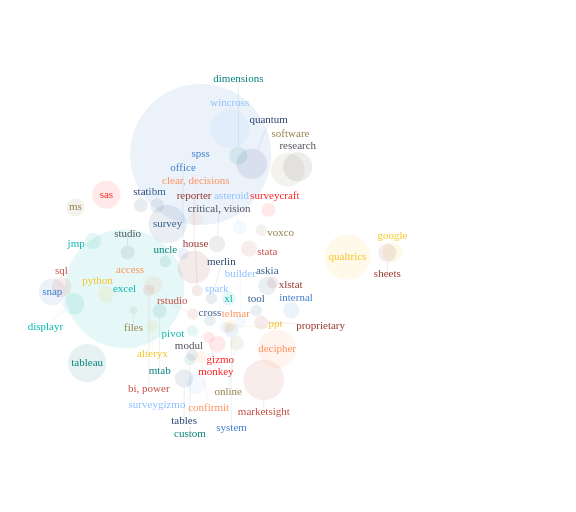 dimensions
wincross
quantum
software
research
spss
office
clear, decisions
statibm
reporter
asteroid
surveycraft
sas
ms
critical, vision
survey
studio
voxco
google
jmp
uncle
house
stata
qualtrics
merlin
sql
access
builder
askia
sheets
python
excel
spark
xlstat
snap
rstudio
xl
tool
internal
cross
telmar
displayr
files
pivot
ppt
proprietary
modul
alteryx
gizmo
decipher
tableau
mtab
monkey
bi, power
online
surveygizmo
confirmit
marketsight
tables
system
custom